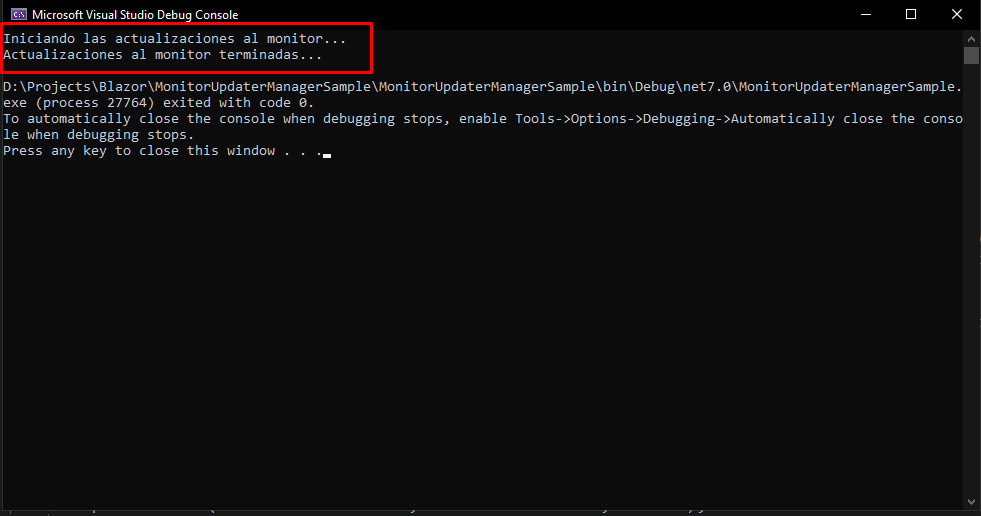 Microsoft Visual Studio Debug Console
Iniciando las actualizaciones al monitor...
Actualizaciones al monitor terminadas...
D:\Projects\Blazor\MonitorUpdaterManagerSample\MonitorUpdaterManagerSample\bin\Debug\net7.0\MonitorUpdaterManagerSample.
exe (process 27764) exited with code 0.
To automatically close the console when debugging stops, enable Tools->Options->Debugging->Automatically close the conso
le when debugging stops.
Press any key to close this window . . .